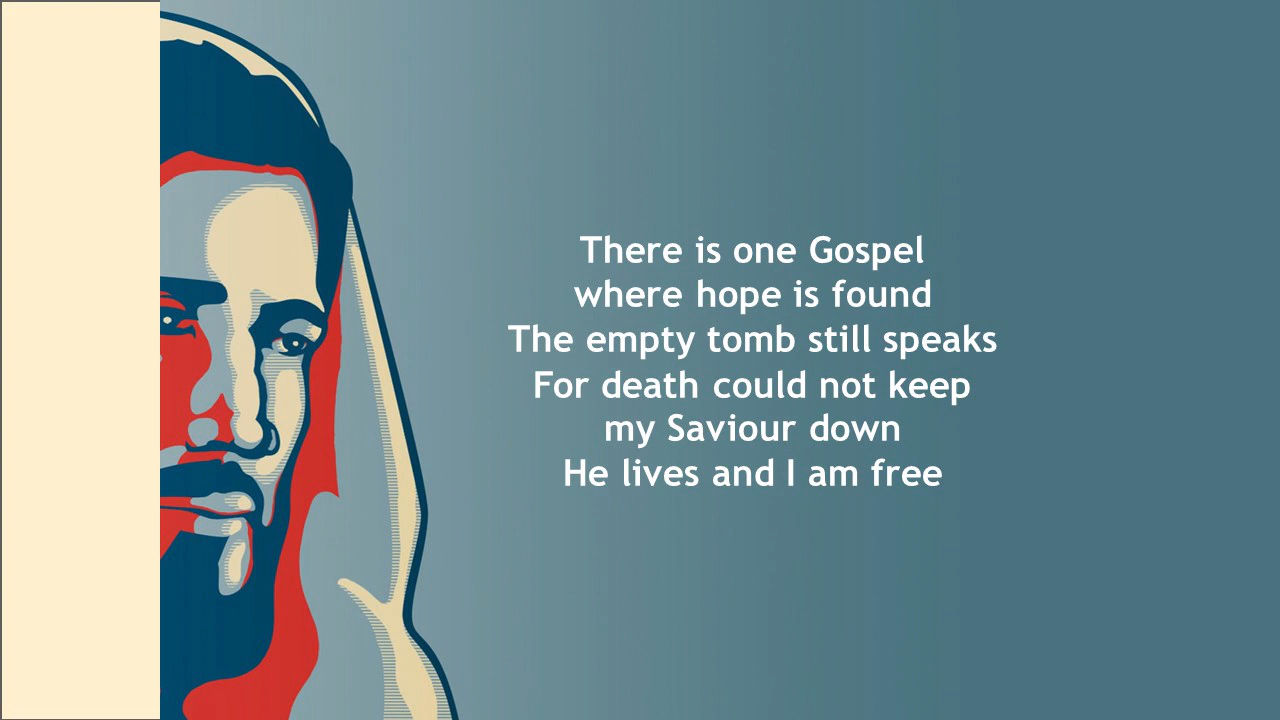 There is one Gospel
where hope is found
The empty tomb still speaks
For death could not keep
my Saviour down
He lives and I am free